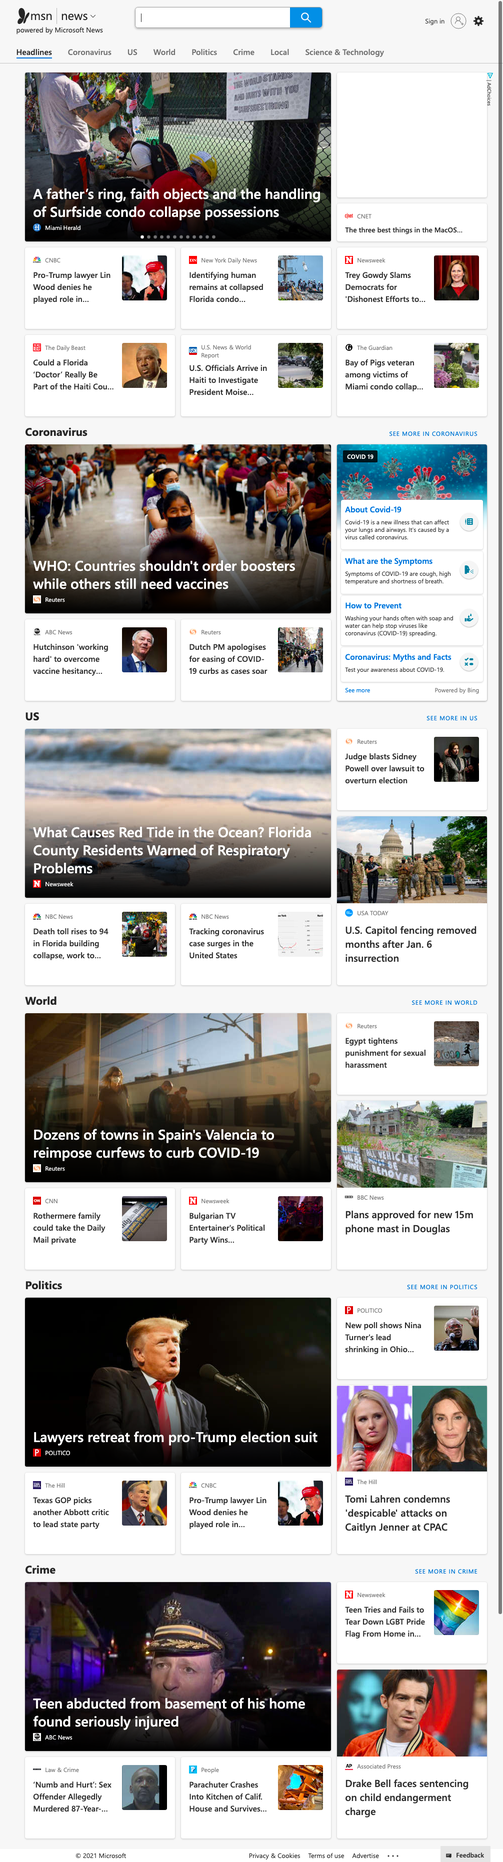 msn | news
powered by Microsoft News
Sign in
Headlines Coronavirus US World Politics Crime Local Science & Technology
A father's ring, faith objects and the handling
of Surfside condo collapse possessions
Miami Herald
AdChoices
CNET
The three best things in the MacOS...
CNBC
Pro-Trump lawyer Lin
Wood denies he
played role in...
New York Daily News
Identifying human
remains at collapsed
Florida condo...
Newsweek
Trey Gowdy Slams
Democrats for
'Dishonest Efforts to...
The Daily Beast
Could a Florida
'Doctor' Really Be
Part of the Haiti Cou...
U.S. News & World
Report
U.S. Officials Arrive in
Haiti to Investigate
President Moise...
The Guardian
Bay of Pigs veteran
among victims of
Miami condo collap...
Coronavirus
SEE MORE IN CORONAVIRUS
WHO: Countries shouldn't order boosters
while others still need vaccines
Reuters
COVID 19
About Covid-19
Covid-19 is a new illness that can affect
your lungs and airways. It's caused by a
virus called coronavirus.
What are the Symptoms
Symptoms of COVID-19 are cough, high
temperature and shortness of breath.
How to Prevent
Washing your hands often with soap and
water can help stop viruses like
coronavirus (COVID-19) spreading.
Coronavirus: Myths and Facts
Test your awareness about COVID-19.
See more
Powered by Bing
ABC News
Hutchinson 'working
hard' to overcome
vaccine hesitancy...
Reuters
Dutch PM apologises
for easing of COVID-
19 curbs as cases soar
US
SEE MORE IN US
What Causes Red Tide in the Ocean? Florida
County Residents Warned of Respiratory
Problems
Newsweek
Reuters
Judge blasts Sidney
Powell over lawsuit to
overturn election
USA TODAY
U.S. Capitol fencing removed
months after Jan. 6
insurrection
NBC News
Death toll rises to 94
in Florida building
collapse, work to...
NBC News
Tracking coronavirus
case surges in the
United States
World
SEE MORE IN WORLD
Dozens of towns in Spain's Valencia to
reimpose curfews to curb COVID-19
Reuters
Reuters
Egypt tightens
punishment for sexual
harassment
BBC News
Plans approved for new 15m
phone mast in Douglas
CNN
Rothermere family
could take the Daily
Mail private
Newsweek
Bulgarian TV
Entertainer's Political
Party Wins...
Politics
SEE MORE IN POLITICS
Lawyers retreat from pro-Trump election suit
POLITICO
POLITICO
New poll shows Nina
Turner's lead
shrinking in Ohio...
The Hill
Tomi Lahren condemns
'despicable' attacks on
Caitlyn Jenner at CPAC
The Hill
Texas GOP picks
another Abbott critic
to lead state party
CNBC
Pro-Trump lawyer Lin
Wood denies he
played role in...
Crime
SEE MORE IN CRIME
Teen abducted from basement of his home
found seriously injured
ABC News
Newsweek
Teen Tries and Fails to
Tear Down LGBT Pride
Flag From Home in...
Associated Press
Drake Bell faces sentencing
on child endangerment
charge
Law & Crime
'Numb and Hurt': Sex
Offender Allegedly
Murdered 87-Year-...
People
Parachuter Crashes
Into Kitchen of Calif.
House and Survives...
© 2021 Microsoft
Privacy & Cookies Terms of use Advertise ...
Feedback